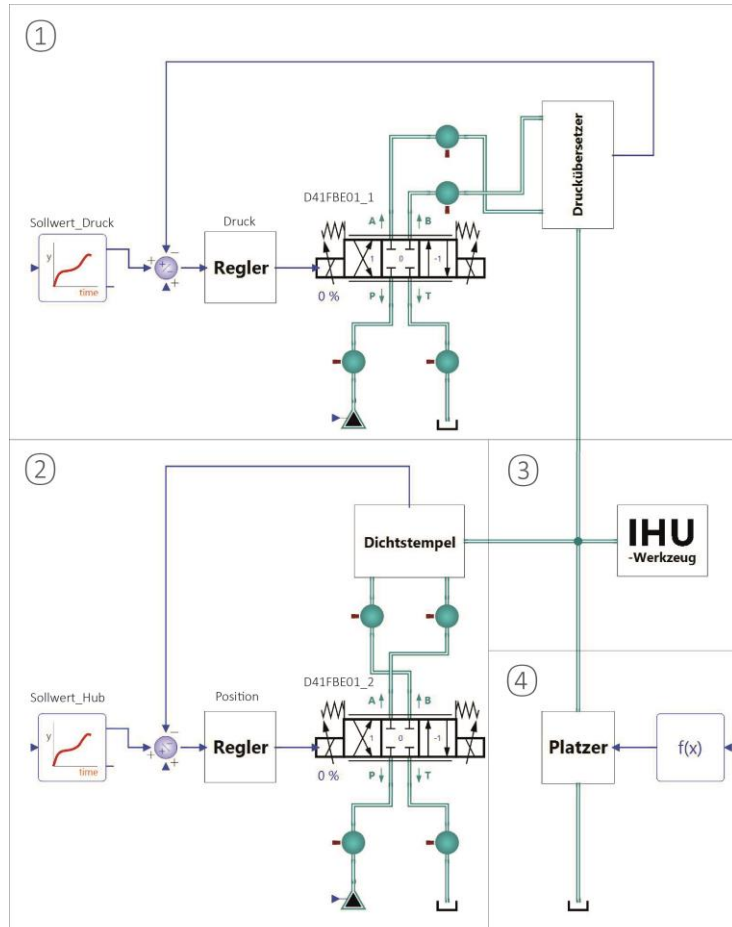 1
Sollwert_Druck
y
time
+
−
+
Druck
Regler
D41FBE01_1
A
B
1
0
-1
0 %
P
T
Druckübersetzer
2
Sollwert_Hub
y
time
+
−
+
Position
Regler
Dichtstempel
D41FBE01_2
A
B
1
0
-1
0 %
P
T
3
IHU
-Werkzeug
4
Platzer
f(x)